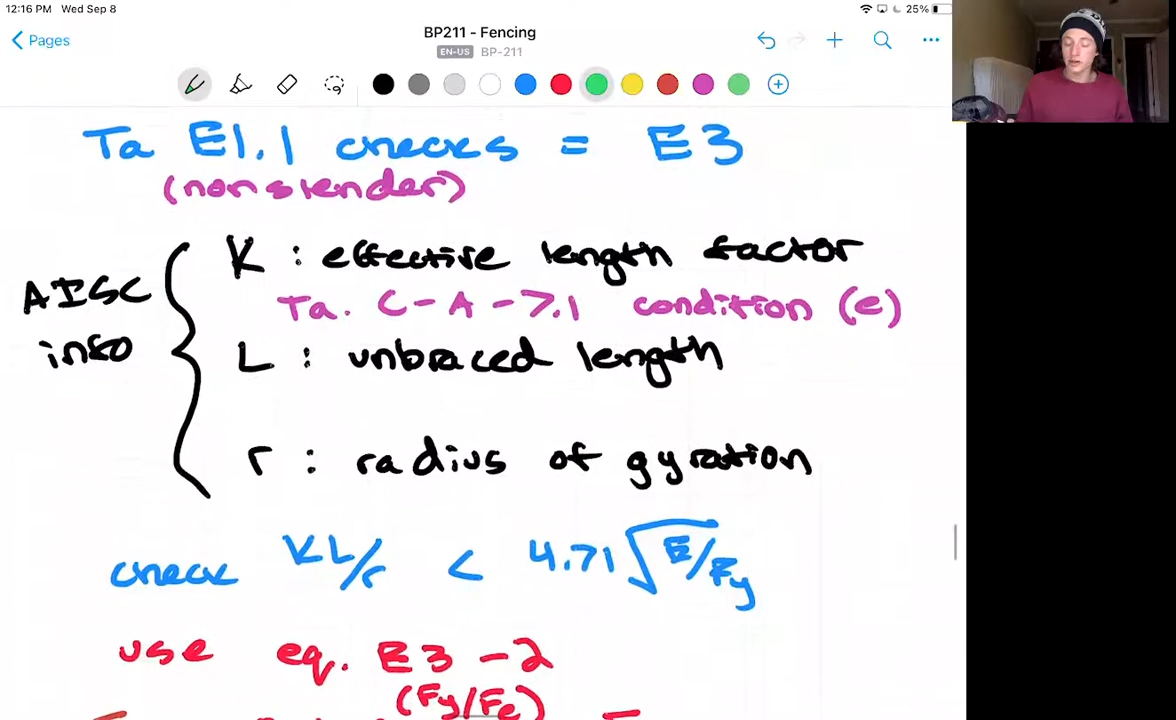 12:16 PM Wed Sep 8
25%
Pages
BP211 - Fencing
EN-US BP-211
Ta E1.1 checks = E3
(nonslender)
AISC info
K : effective length factor
Ta. C-A-7.1 condition (e)
L : unbraced length
r : radius of gyration
check KL/r < 4.71√E/Fy
use eq. E3-2
(Fy/Fe)